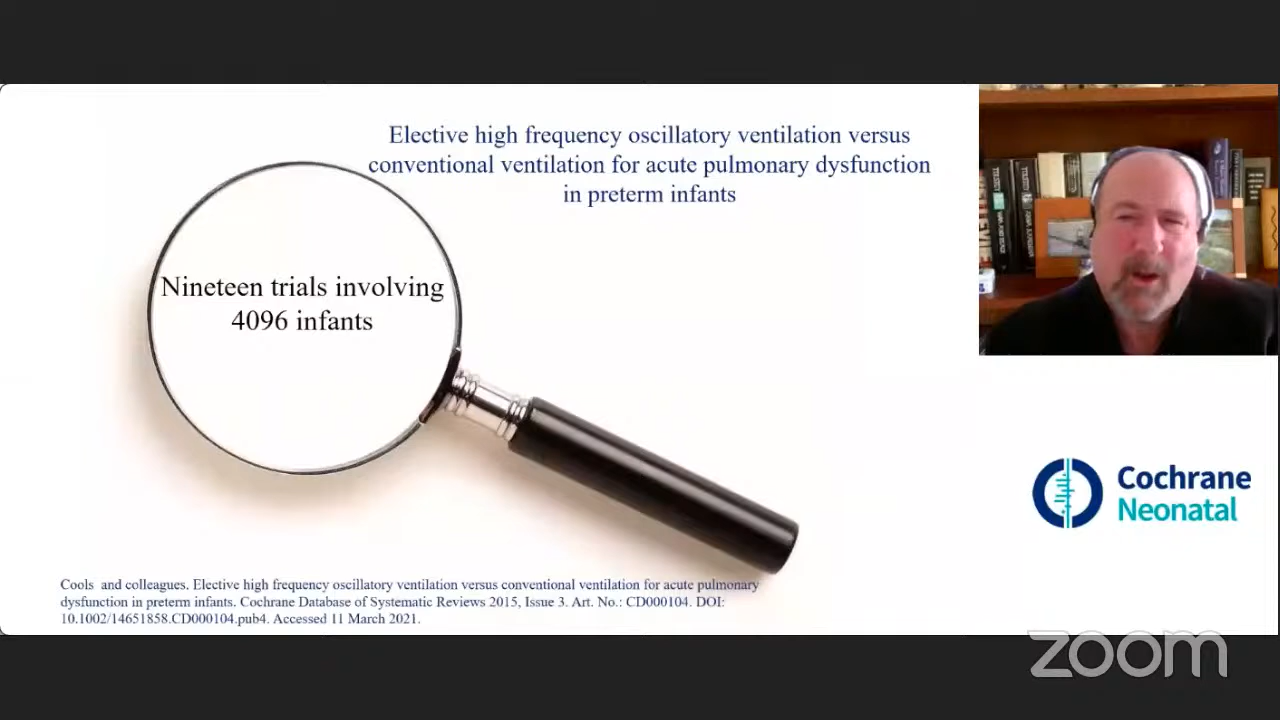 Elective high frequency oscillatory ventilation versus
conventional ventilation for acute pulmonary dysfunction
in preterm infants
Nineteen trials involving
4096 infants
Cochrane
Neonatal
Cools and colleagues. Elective high frequency oscillatory ventilation versus conventional ventilation for acute pulmonary
dysfunction in preterm infants. Cochrane Database of Systematic Reviews 2015, Issue 3. Art. No.: CD000104. DOI:
10.1002/14651858.CD000104.pub4. Accessed 11 March 2021.
zoom